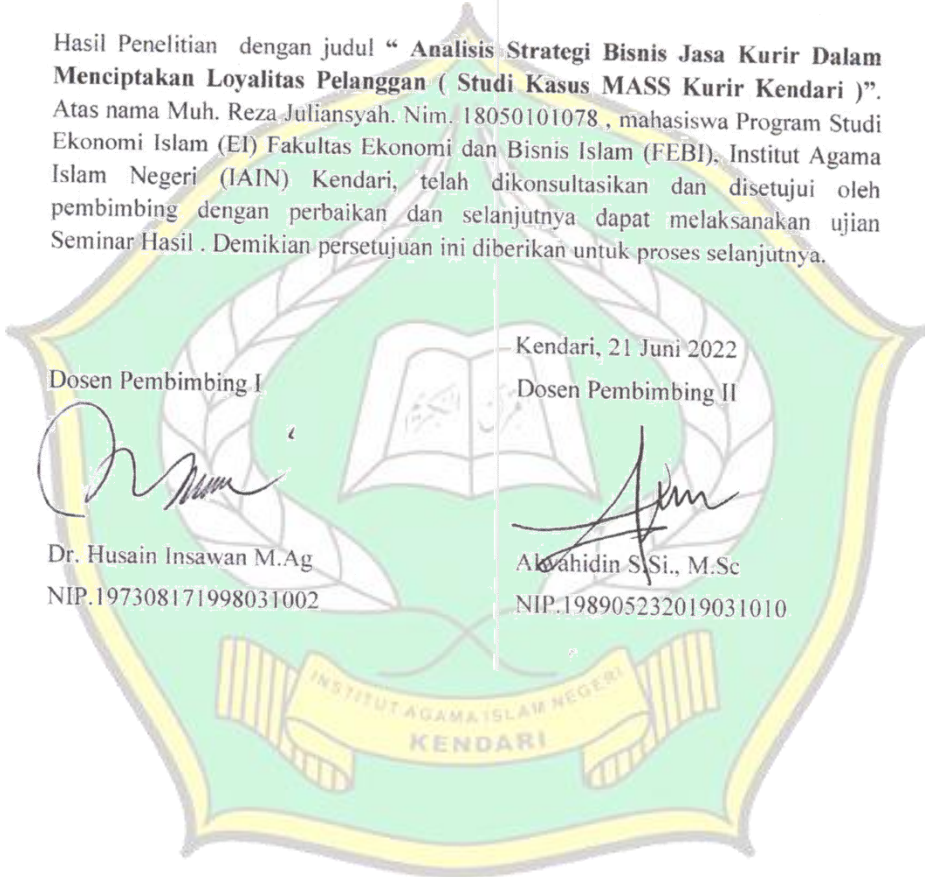 Hasil Penelitian dengan judul “ Analisis Strategi Bisnis Jasa Kurir Dalam
Menciptakan Loyalitas Pelanggan ( Studi Kasus MASS Kurir Kendari )”.
Atas nama Muh. Reza Juliansyah. Nim. 18050101078 , mahasiswa Program Studi
Ekonomi Islam (EI) Fakultas Ekonomi dan Bisnis Islam (FEBI), Institut Agama
Islam Negeri (IAIN) Kendari, telah dikonsultasikan dan disetujui oleh
pembimbing dengan perbaikan dan selanjutnya dapat melaksanakan ujian
Seminar Hasil . Demikian persetujuan ini diberikan untuk proses selanjutnya.
Kendari, 21 Juni 2022
Dosen Pembimbing I
Dosen Pembimbing II
Dr. Husain Insawan M.Ag
S.Si., M.Sc
NIP.197308171998031002
NIP.198905232019031010
INSTITUT AGAMA ISLAM NEGERI
KENDARI